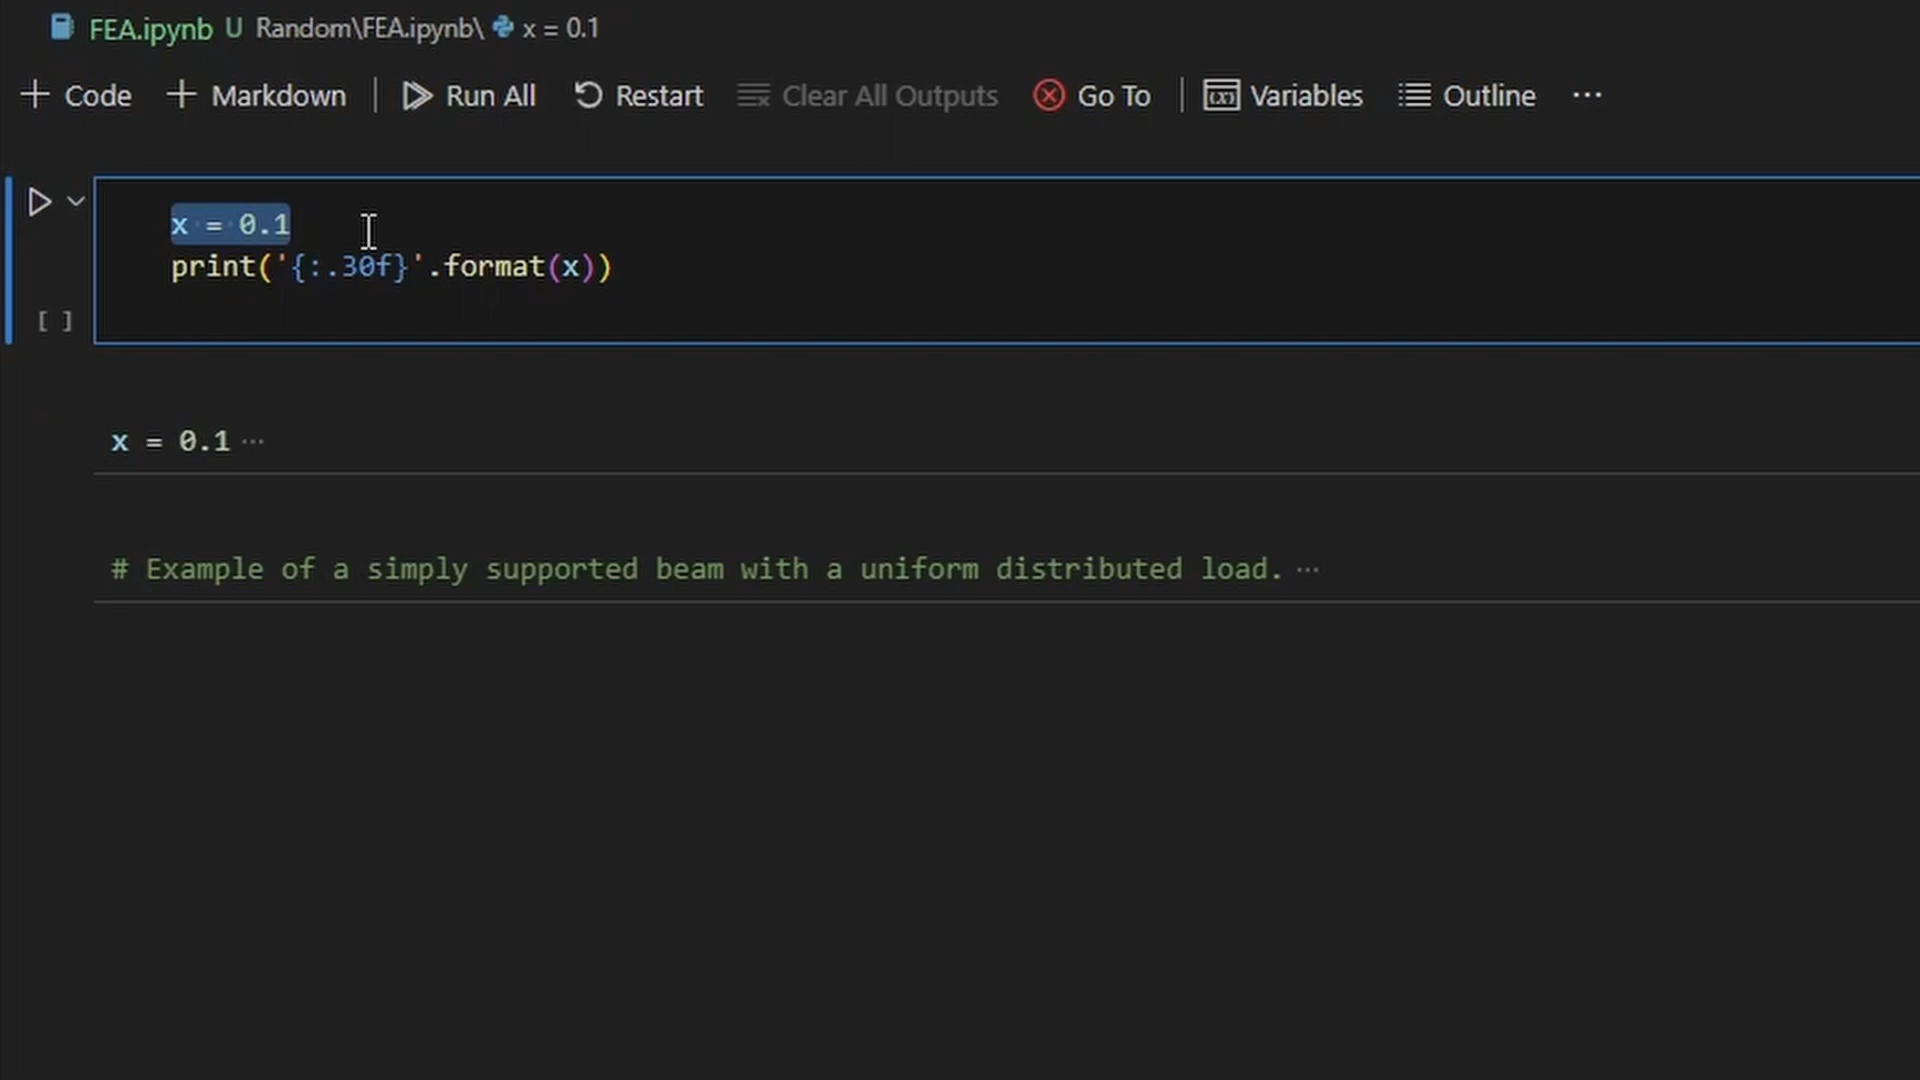 FEA.ipynb U Random\FEA.ipynb\ x = 0.1
+ Code + Markdown | Run All Restart Clear All Outputs Go To | Variables Outline ...
x = 0.1
print('{:.30f}'.format(x))
[ ]
x = 0.1 ...
# Example of a simply supported beam with a uniform distributed load. ...